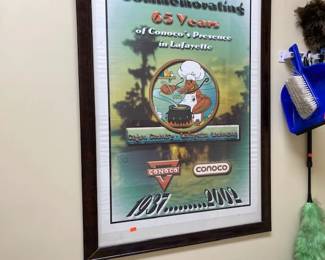 Commemorating
65 Years
of Conoco's Presence
in Lafayette
CONOCO
conoco
1937........2002